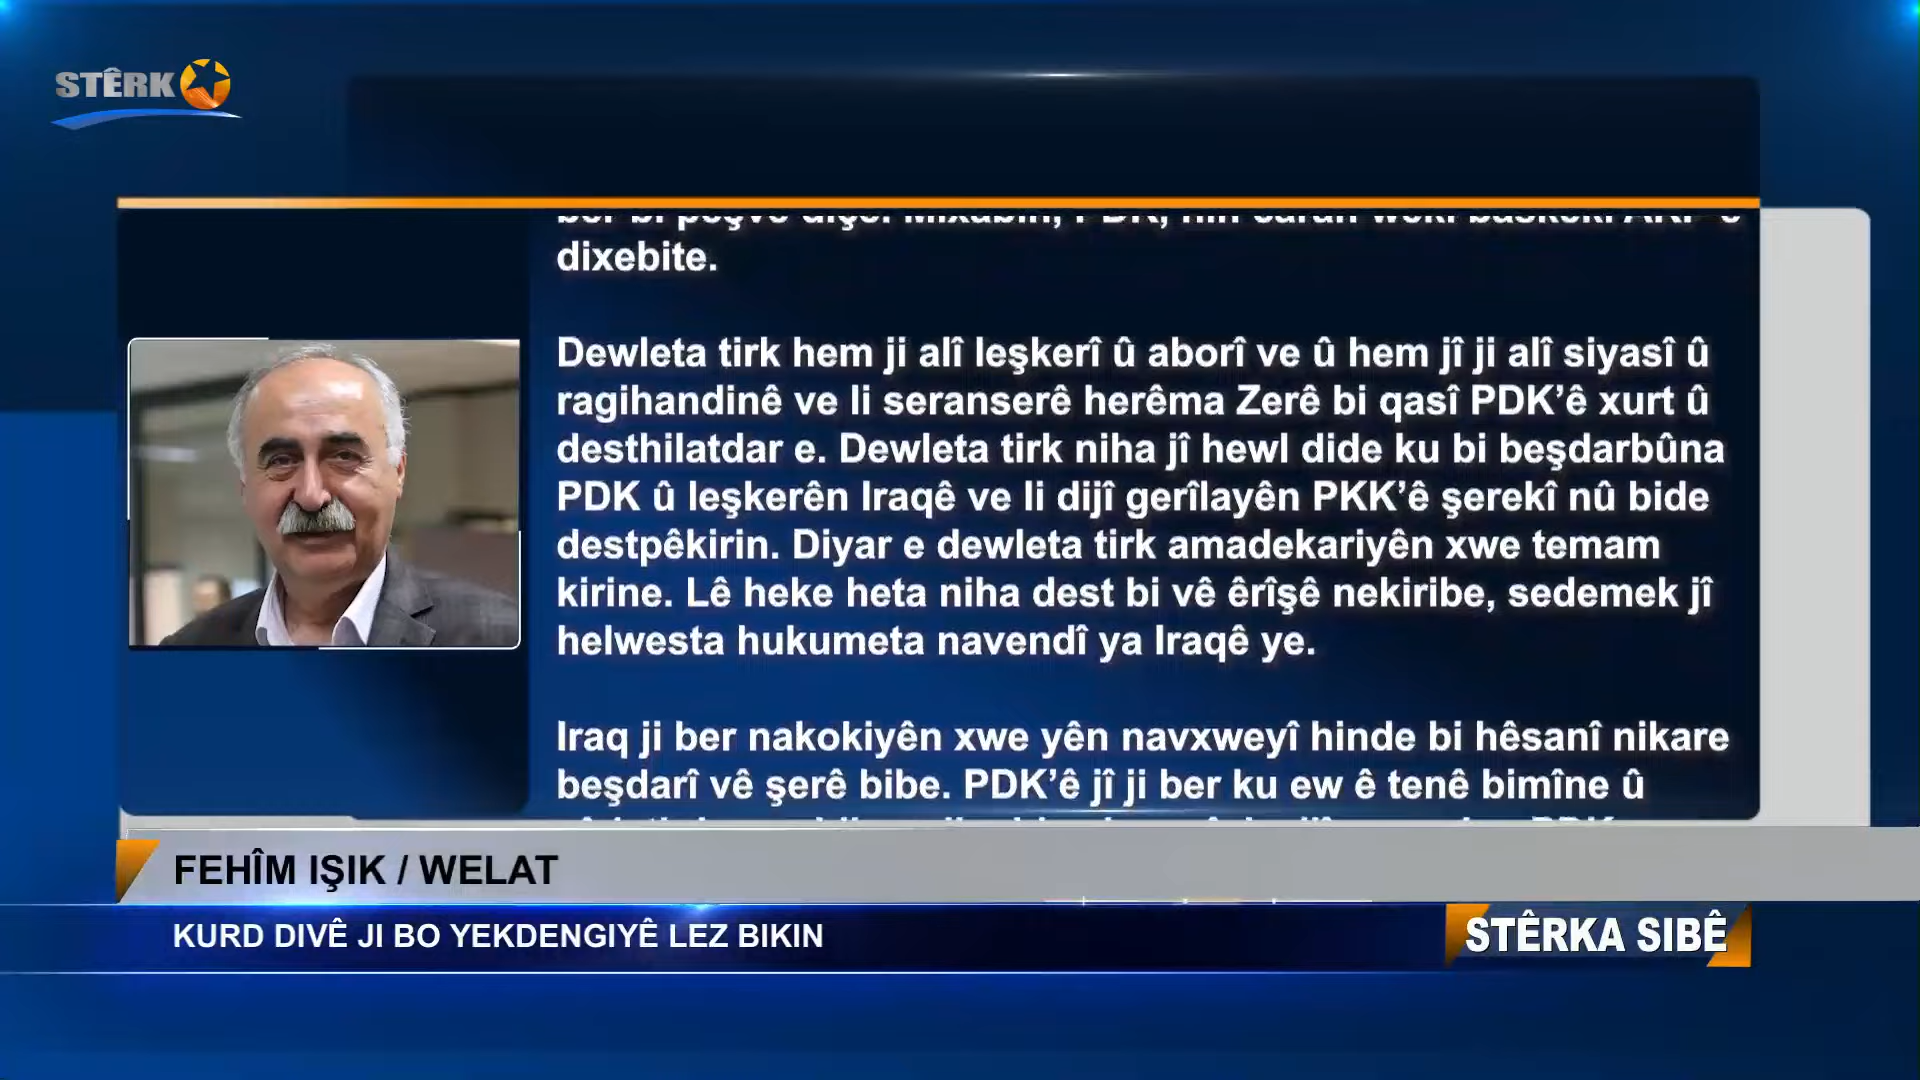 STÊRK
dixebite.
Dewleta tirk hem ji alî leşkerî û aborî ve û hem jî ji alî siyasî û
ragihandinê ve li seranserê herêma Zerê bi qasî PDK’ê xurt û
desthilatdar e. Dewleta tirk niha jî hewl dide ku bi beşdarbûna
PDK û leşkerên Iraqê ve li dijî gerîlayên PKK’ê şerekî nû bide
destpêkirin. Diyar e dewleta tirk amadekariyên xwe temam
kirine. Lê heke heta niha dest bi vê êrîşê nekiribe, sedemek jî
helwesta hukumeta navendî ya Iraqê ye.
Iraq ji ber nakokiyên xwe yên navxweyî hinde bi hêsanî nikare
beşdarî vê şerê bibe. PDK’ê jî ji ber ku ew ê tenê bimîne û
FEHÎM IŞIK / WELAT
KURD DIVÊ JI BO YEKDENGIYÊ LEZ BIKIN
STÊRKA SIBÊ